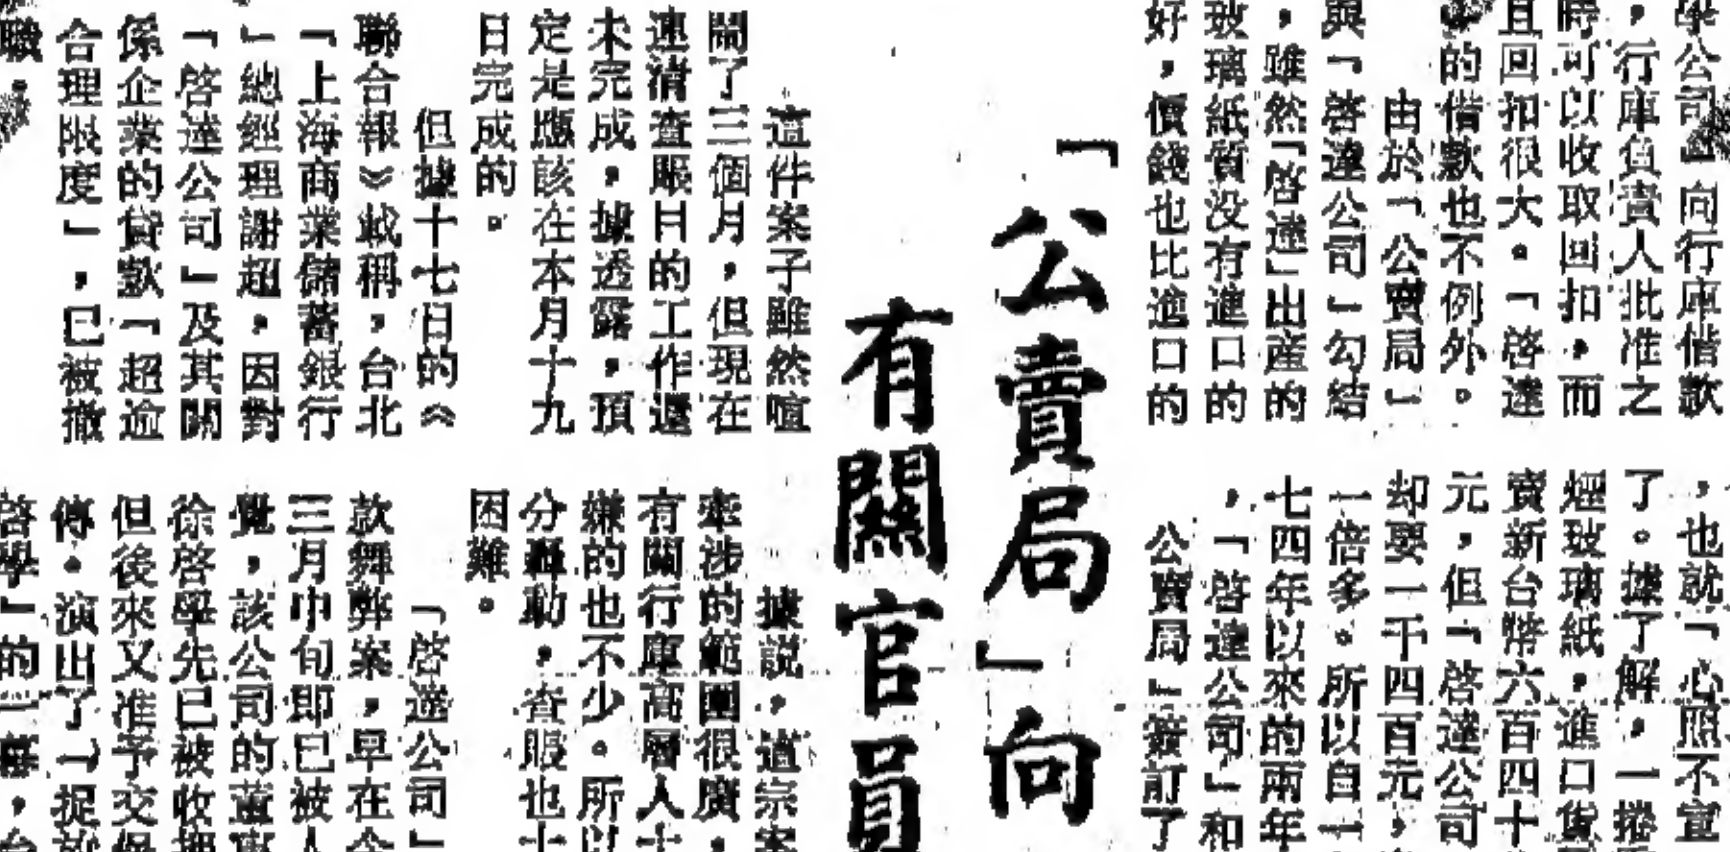 學公司」向行庫借款
，行庫負責人批准之
時可以收取回扣，而
且回扣很大。「啓達
」的借款也不例外。
由於「公賣局」
與「啓達公司」勾結
，雖然「啓達」出産的
玻璃紙質没有進口的
好，價錢也比進口的
，也就「心照不宣
了。據了解，一捲
煙玻璃紙，進口貨
賣新台幣六百四十
元，但「啓達公司
却要一千四百元，
一倍多。所以自
七四年以來的兩年
，「啓達公司」和
公賣局」簽訂了
「公賣局」向
有關官員
這件案子雖然喧
鬧了三個月，但現在
連清查賬目的工作還
未完成，據透露，預
定是應該在本月十九
日完成的。
但據十七日的《
聯合報》載稱，台北
「上海商業儲蓄銀行
」總經理謝超，因對
「啓達公司」及其關
係企業的貸款「超逾
合理限度」，已被撤
職。
據説，這宗案
牽涉的範圍很廣，
有關行庫高層人士
嫌的也不少。所以
分轟動，查賬也十
困難。
「啓達公司」
款舞弊案，早在今
三月中旬即已被人
覺，該公司的董事
徐啓學先已被收押
但後來又准予交保
傳。演出了「捉放
啓學」的一幕，台